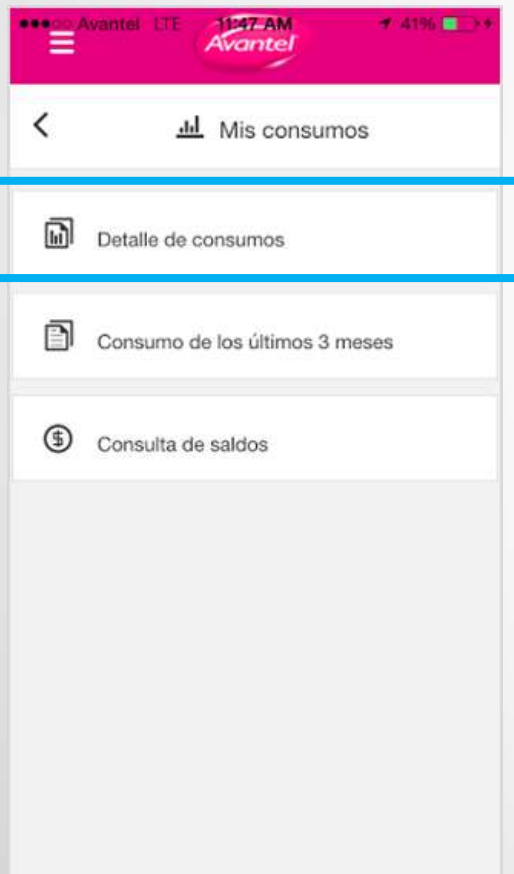 Avantel LTE 11:47 AM 41%
Avantel
Mis consumos
Detalle de consumos
Consumo de los últimos 3 meses
Consulta de saldos